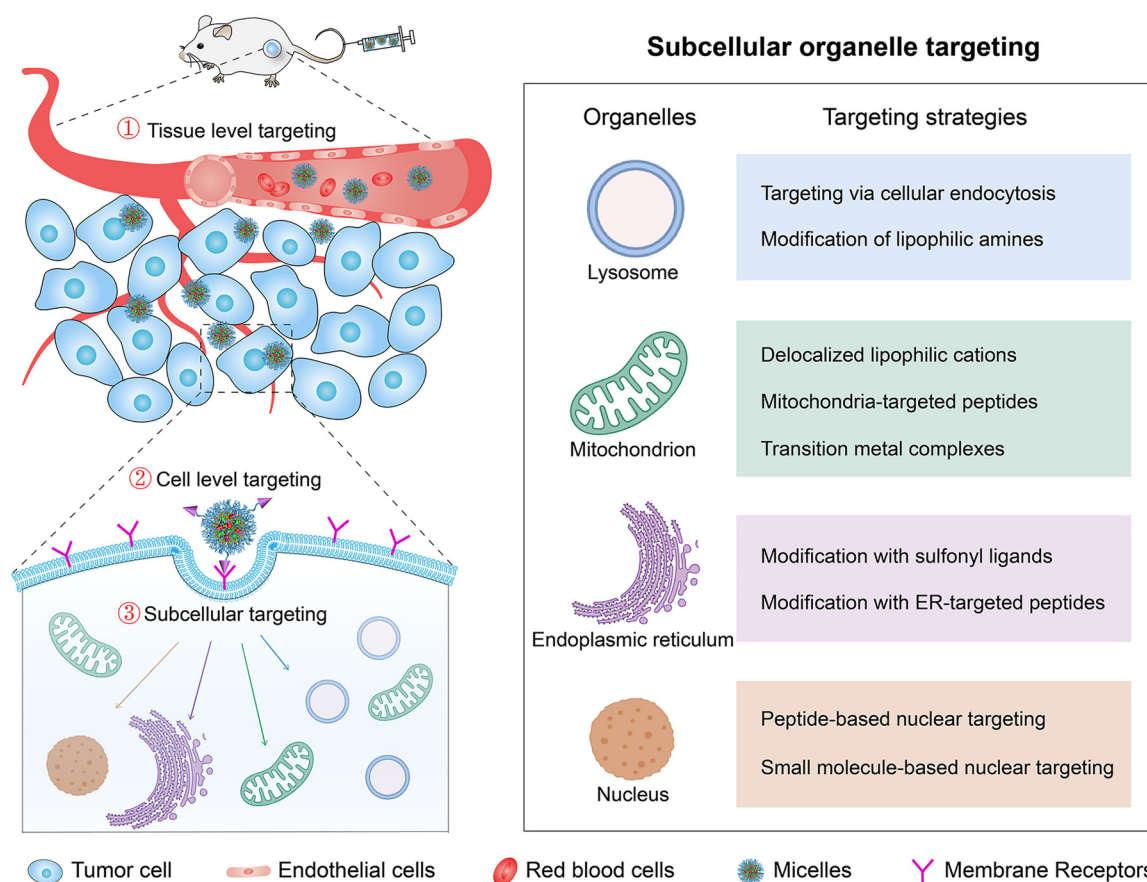 Subcellular organelle targeting
① Tissue level targeting
② Cell level targeting
③ Subcellular targeting
Organelles
Targeting strategies
Lysosome
Targeting via cellular endocytosis
Modification of lipophilic amines
Mitochondrion
Delocalized lipophilic cations
Mitochondria-targeted peptides
Transition metal complexes
Endoplasmic reticulum
Modification with sulfonyl ligands
Modification with ER-targeted peptides
Nucleus
Peptide-based nuclear targeting
Small molecule-based nuclear targeting
Tumor cell
Endothelial cells
Red blood cells
Micelles
Membrane Receptors